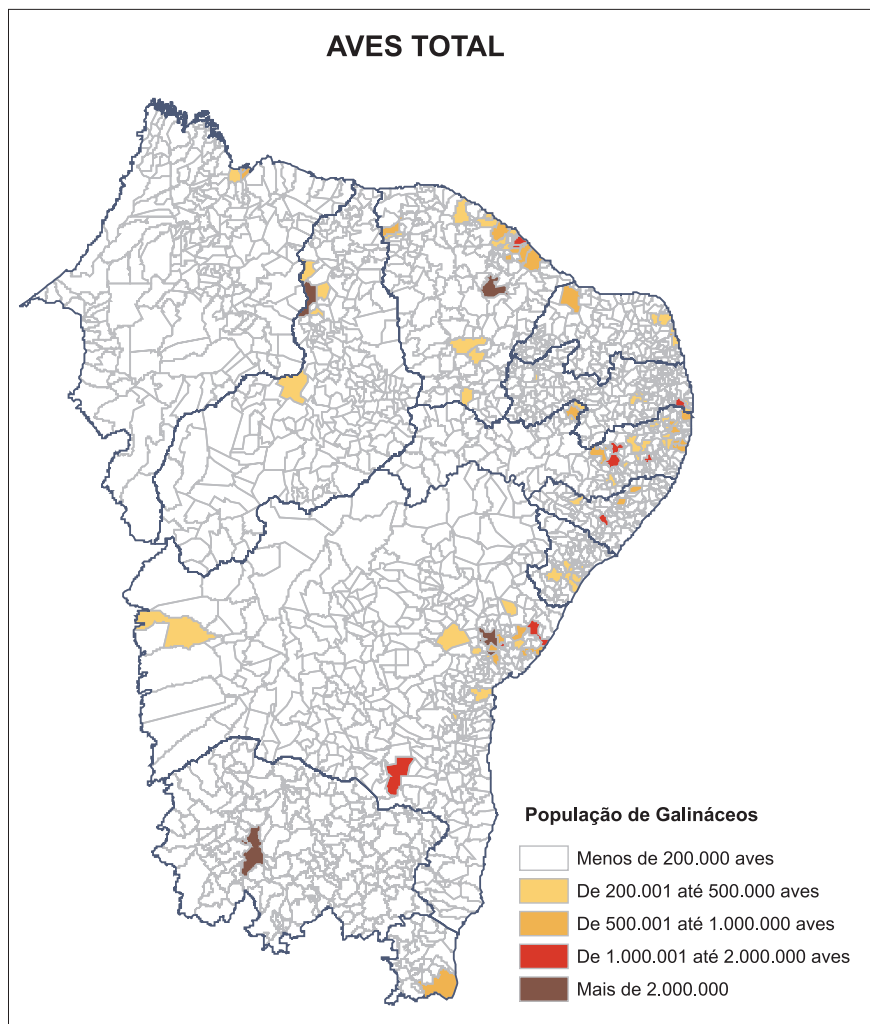 AVES TOTAL
População de Galináceos
Menos de 200.000 aves
De 200.001 até 500.000 aves
De 500.001 até 1.000.000 aves
De 1.000.001 até 2.000.000 aves
Mais de 2.000.000